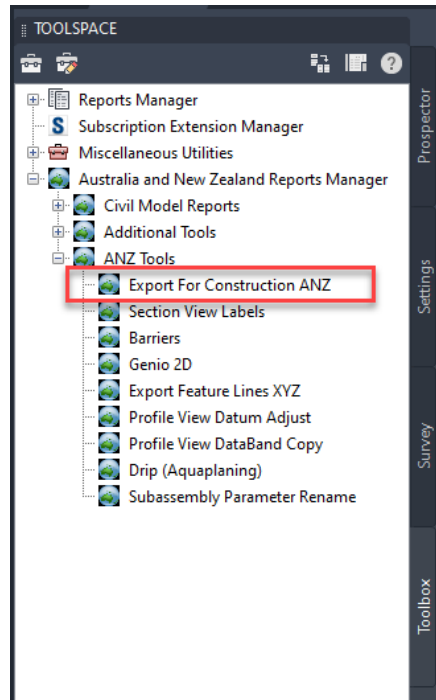 TOOLSPACE
Reports Manager
S Subscription Extension Manager
Miscellaneous Utilities
Australia and New Zealand Reports Manager
Civil Model Reports
Additional Tools
ANZ Tools
Export For Construction ANZ
Section View Labels
Barriers
Genio 2D
Export Feature Lines XYZ
Profile View Datum Adjust
Profile View DataBand Copy
Drip (Aquaplaning)
Subassembly Parameter Rename
Prospector
Settings
Survey
Toolbox